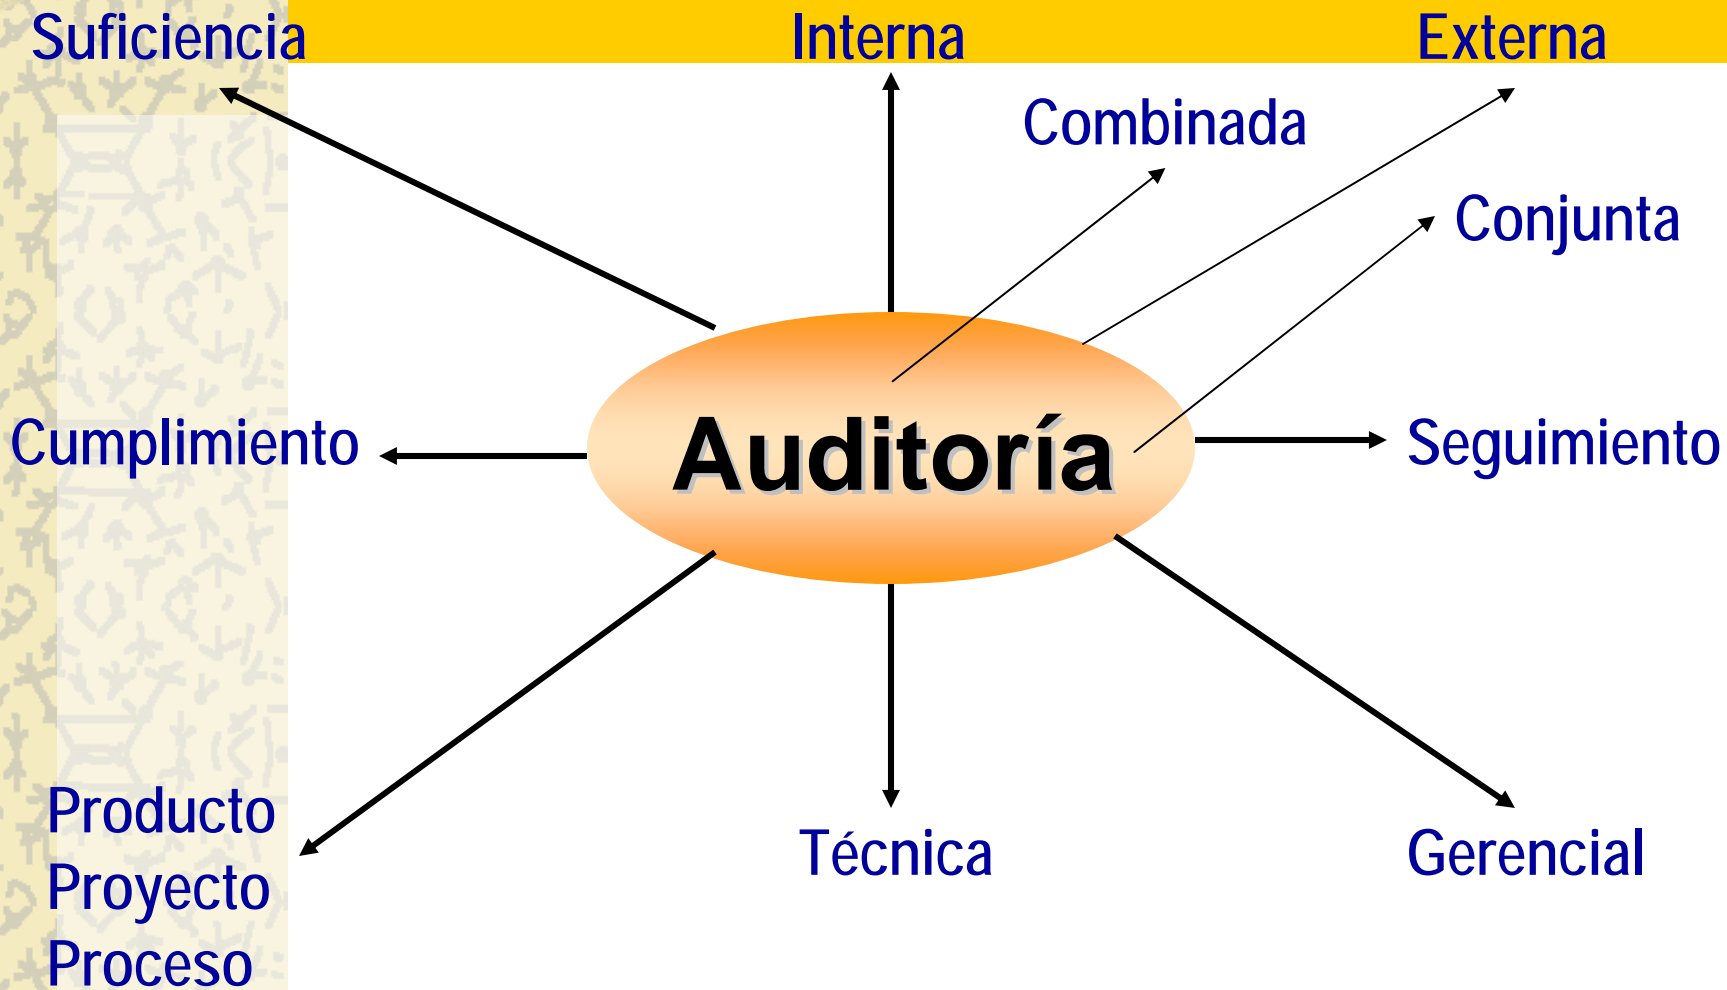 Suficiencia
Interna
Externa
Combinada
Conjunta
Auditoría
Cumplimiento
Seguimiento
Producto
Proyecto
Proceso
Técnica
Gerencial